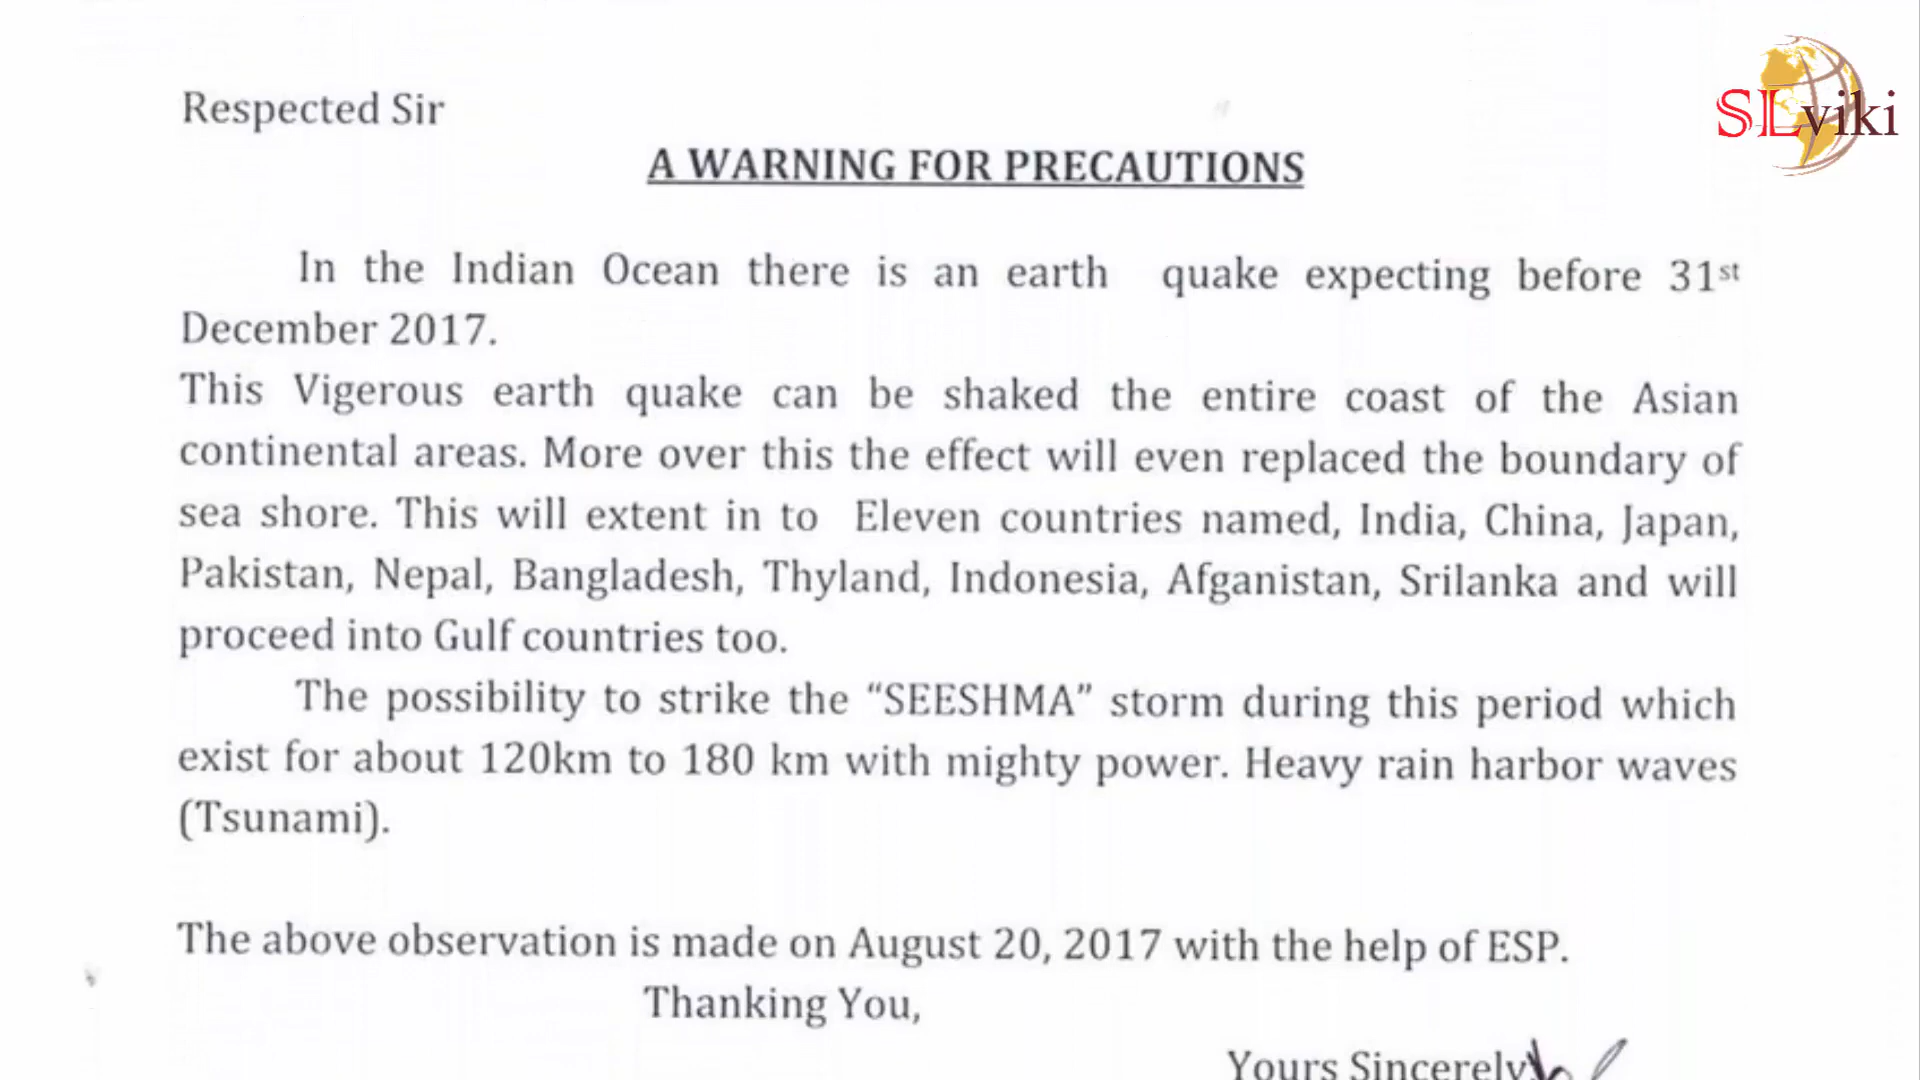 SLviki
Respected Sir
A WARNING FOR PRECAUTIONS
In the Indian Ocean there is an earth quake expecting before 31st
December 2017.
This Vigerous earth quake can be shaked the entire coast of the Asian
continental areas. More over this the effect will even replaced the boundary of
sea shore. This will extent in to Eleven countries named, India, China, Japan,
Pakistan, Nepal, Bangladesh, Thyland, Indonesia, Afganistan, Srilanka and will
proceed into Gulf countries too.
The possibility to strike the “SEESHMA” storm during this period which
exist for about 120km to 180 km with mighty power. Heavy rain harbor waves
(Tsunami).
The above observation is made on August 20, 2017 with the help of ESP.
Thanking You,
Yours Sincerely